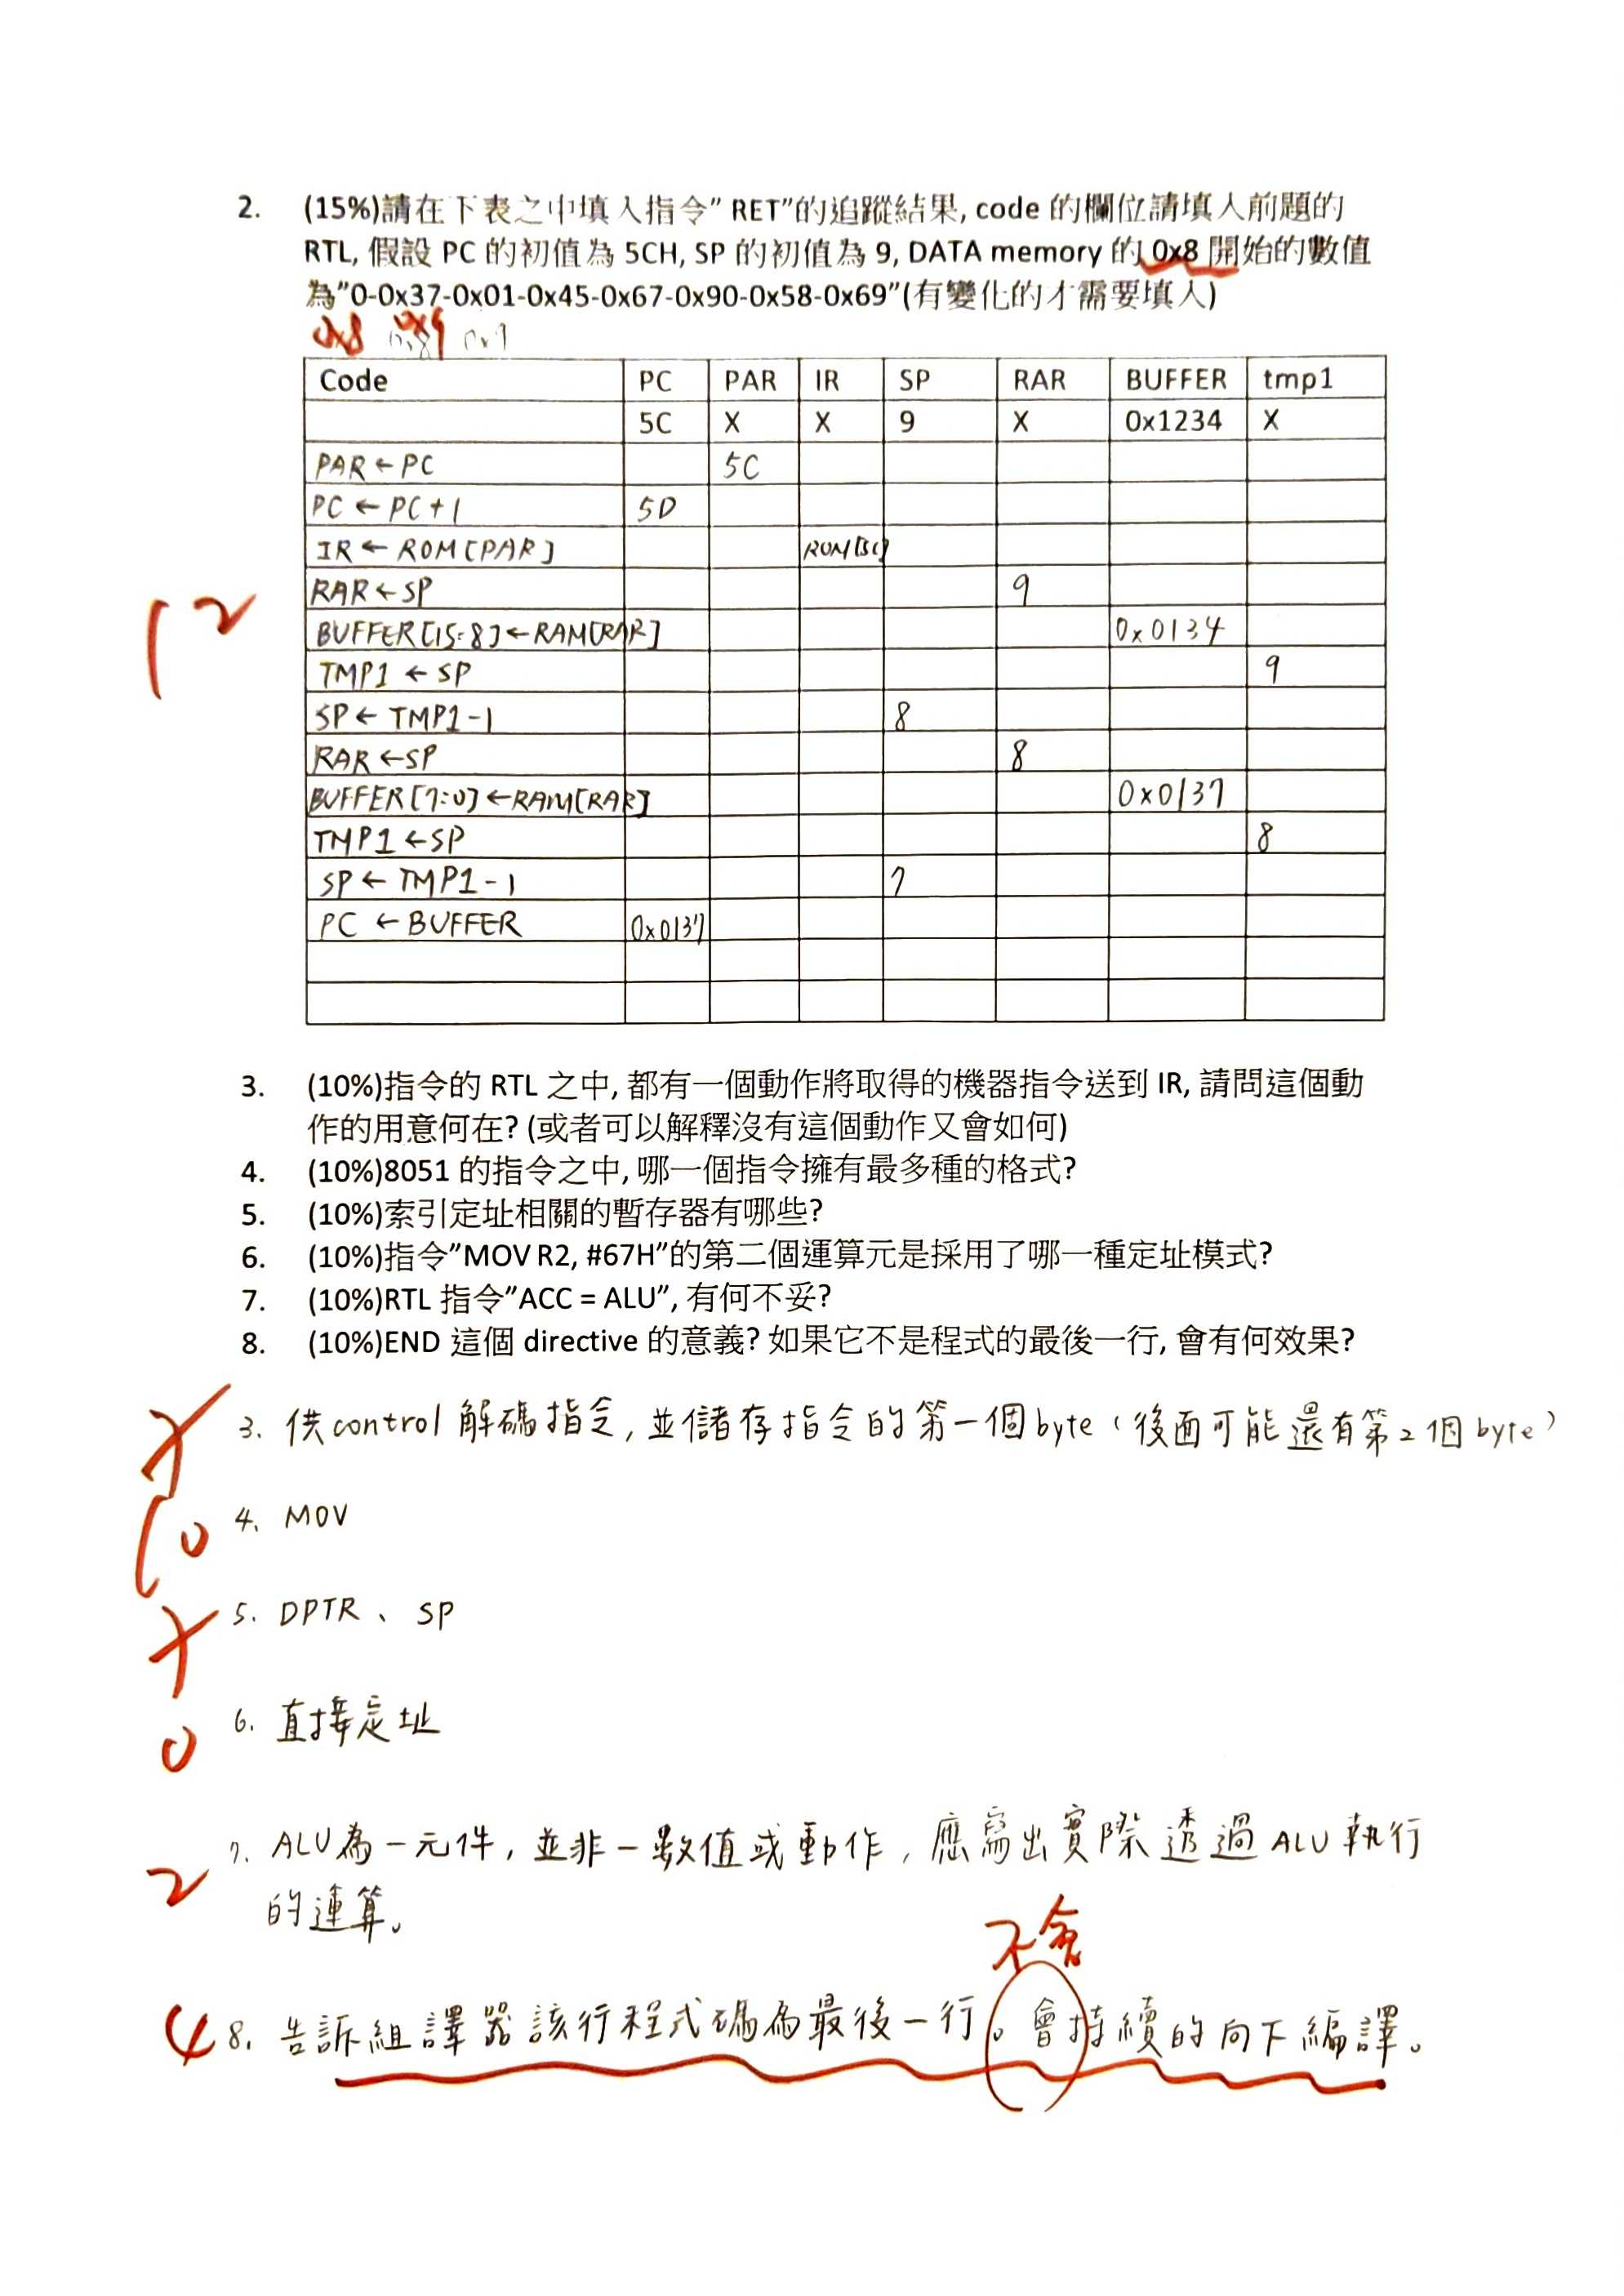 2. (15%)請在下表之中填入指令” RET”的追蹤結果, code 的欄位請填入前題的
RTL, 假設 PC 的初值為 5CH, SP 的初值為 9, DATA memory 的 0x8 開始的數值
為”0-0x37-0x01-0x45-0x67-0x90-0x58-0x69”(有變化的才需要填入)
0x8 0x9
Code PC PAR IR SP RAR BUFFER tmp1
5C X X 9 X 0x1234 X
PAR ← PC 5C
PC ← PC + 1 5D
IR ← ROM[PAR] ROM[5C]
RAR ← SP 9
BUFFER[15:8] ← RAM[RAR] 0x0134
TMP1 ← SP 9
SP ← TMP1 - 1 8
RAR ← SP 8
BUFFER[7:0] ← RAM[RAR] 0x0137
TMP1 ← SP 8
SP ← TMP1 - 1 7
PC ← BUFFER 0x0137
12
3. (10%)指令的 RTL 之中, 都有一個動作將取得的機器指令送到 IR, 請問這個動
作的用意何在? (或者可以解釋沒有這個動作又會如何)
4. (10%)8051 的指令之中, 哪一個指令擁有最多種的格式?
5. (10%)索引定址相關的暫存器有哪些?
6. (10%)指令”MOV R2, #67H”的第二個運算元是採用了哪一種定址模式?
7. (10%)RTL 指令”ACC = ALU”, 有何不妥?
8. (10%)END 這個 directive 的意義? 如果它不是程式的最後一行, 會有何效果?
3. 供control 解碼指令, 並儲存指令的第一個byte (後面可能還有第2個byte)
10 4. MOV
5. DPTR、SP
0 6. 直接定址
2 7. ALU為一元件, 並非一數值或動作, 應寫出實際透過ALU執行
的運算。
不會
4 8. 告訴組譯器該行程式碼為最後一行。會持續的向下編譯。